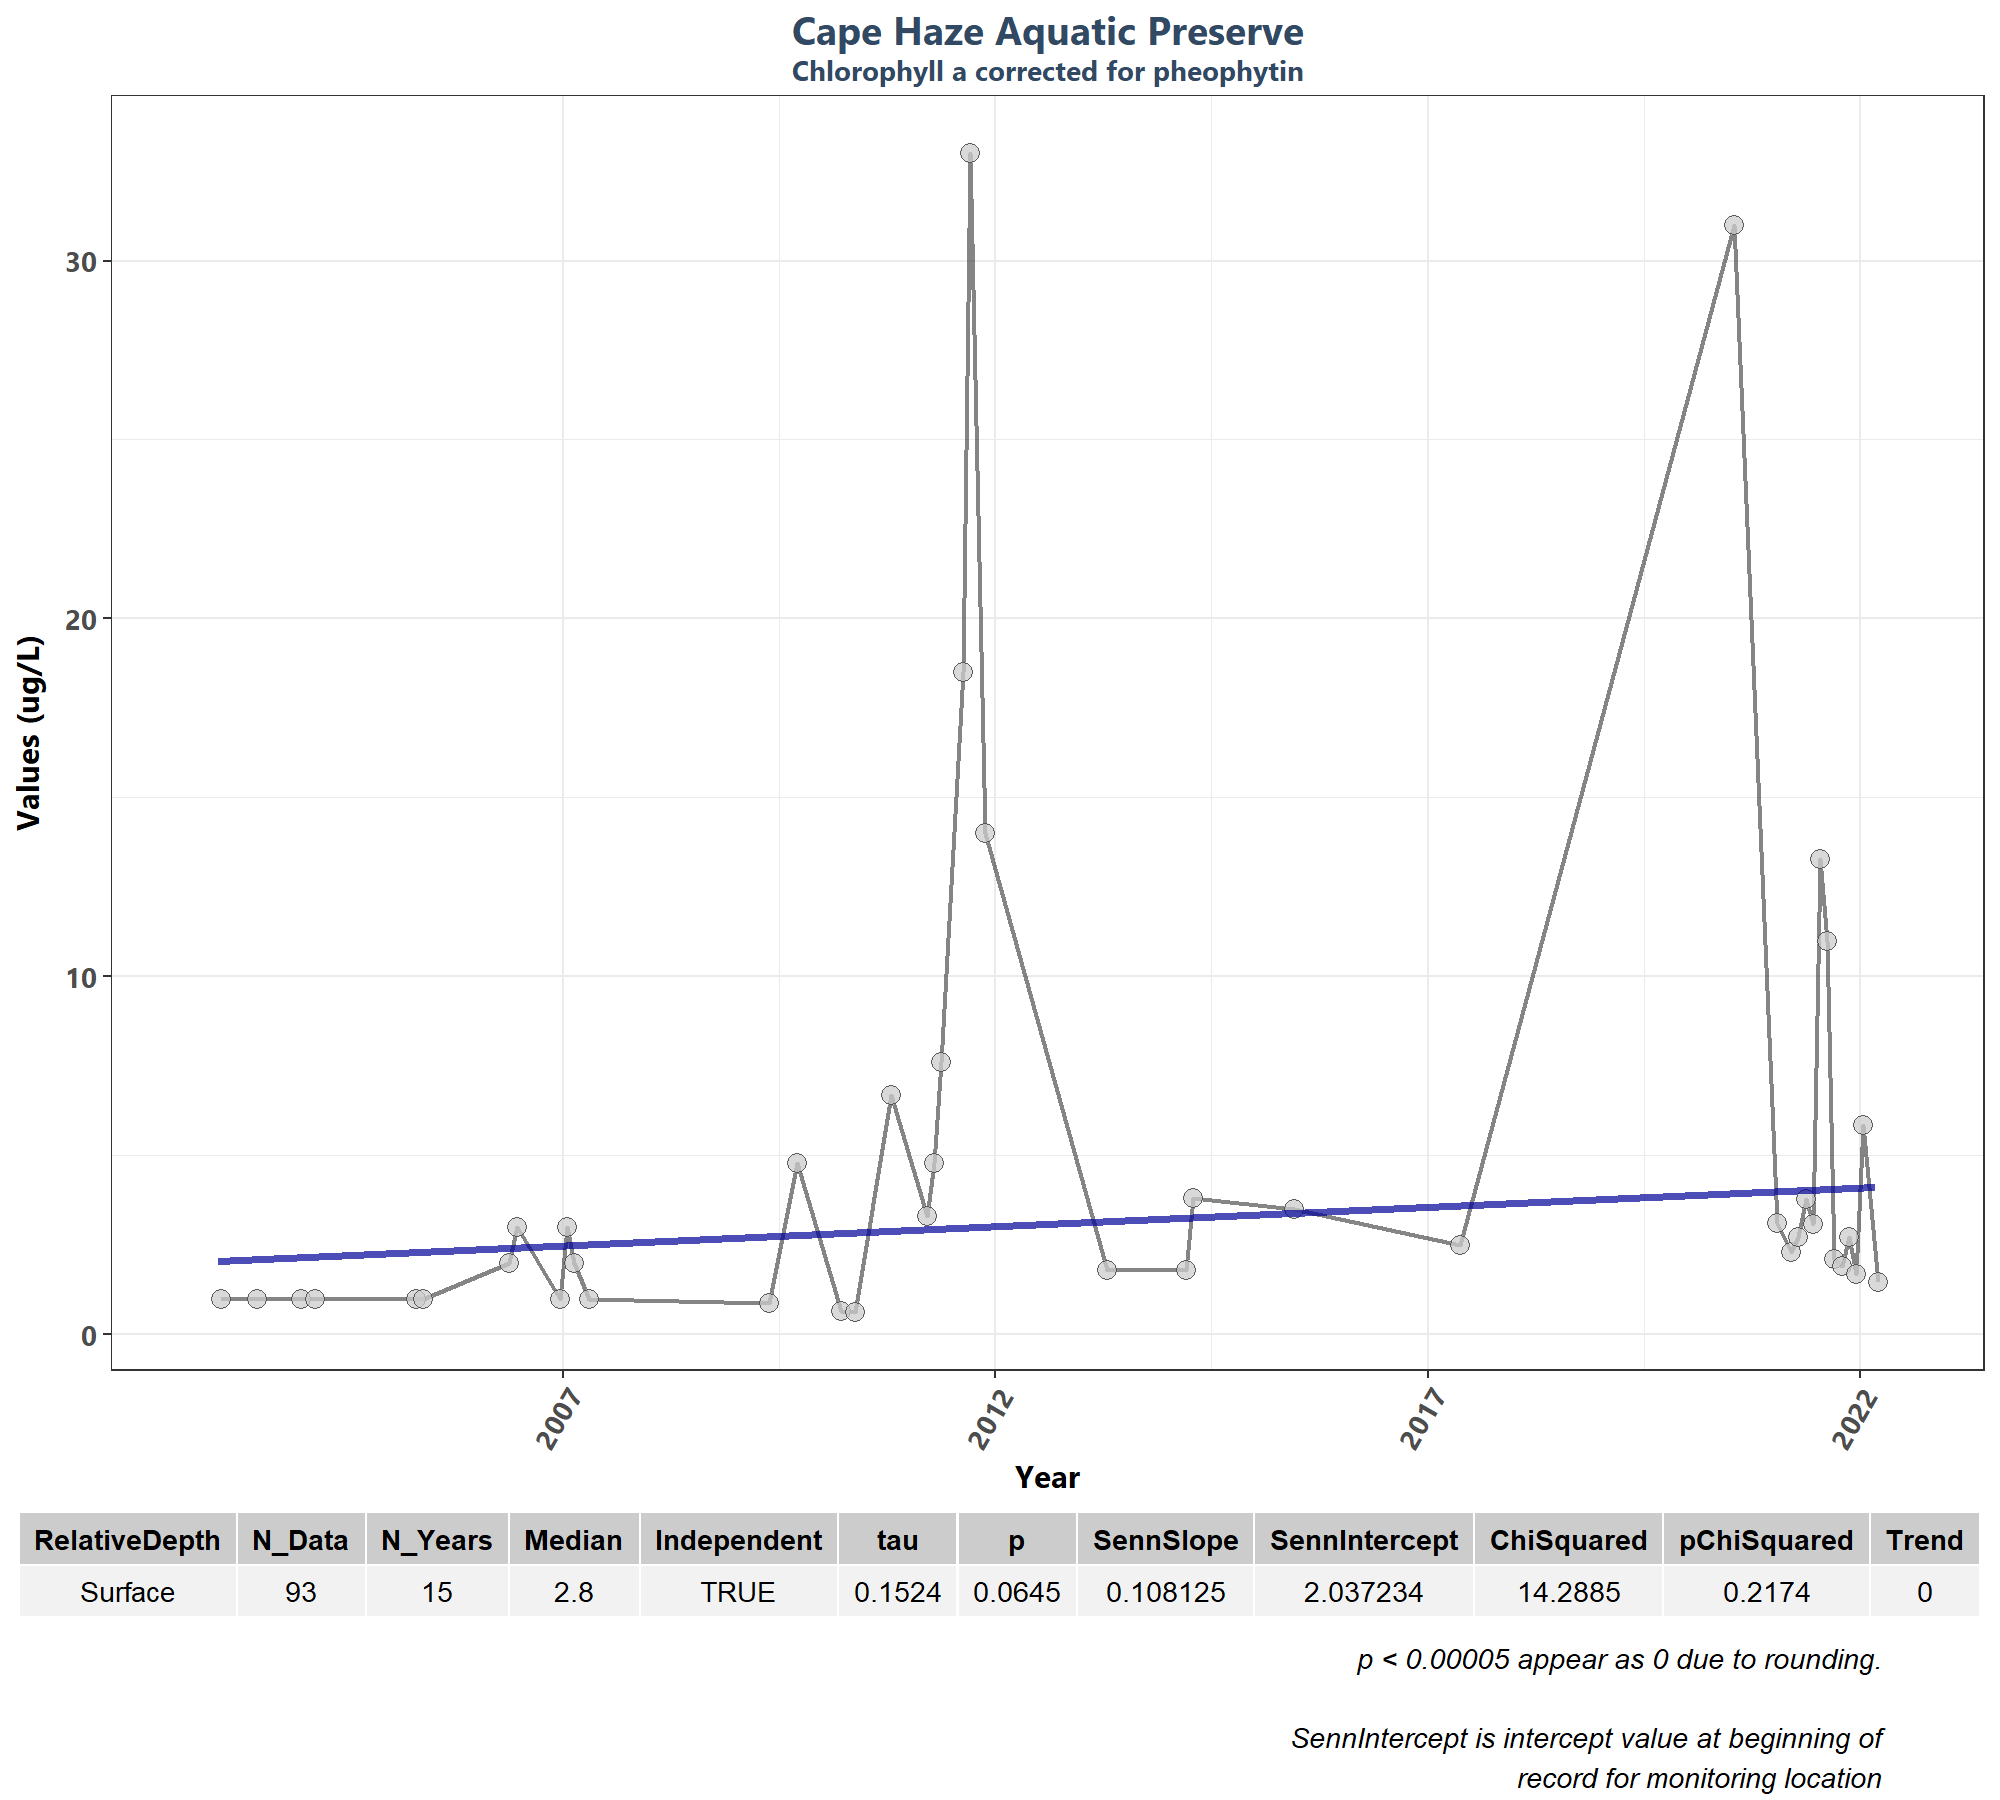 Cape Haze Aquatic Preserve
Chlorophyll a corrected for pheophytin
Values (ug/L)
30
20
10
0
2007 2012 2017 2022
Year
RelativeDepth N_Data N_Years Median Independent tau p SennSlope SennIntercept ChiSquared pChiSquared Trend
Surface 93 15 2.8 TRUE 0.1524 0.0645 0.108125 2.037234 14.2885 0.2174 0
p < 0.00005 appear as 0 due to rounding.
SennIntercept is intercept value at beginning of
record for monitoring location